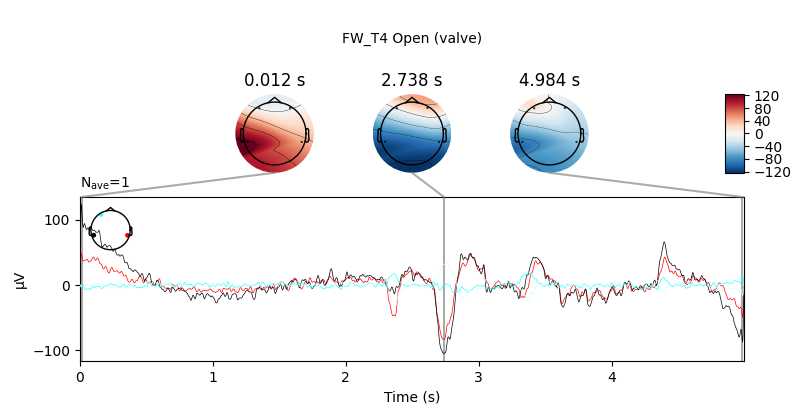 FW_T4 Open (valve)
0.012 s 2.738 s 4.984 s
120
80
40
0
−40
−80
−120
Nave=1
100
0
−100
µV
0 1 2 3 4
Time (s)